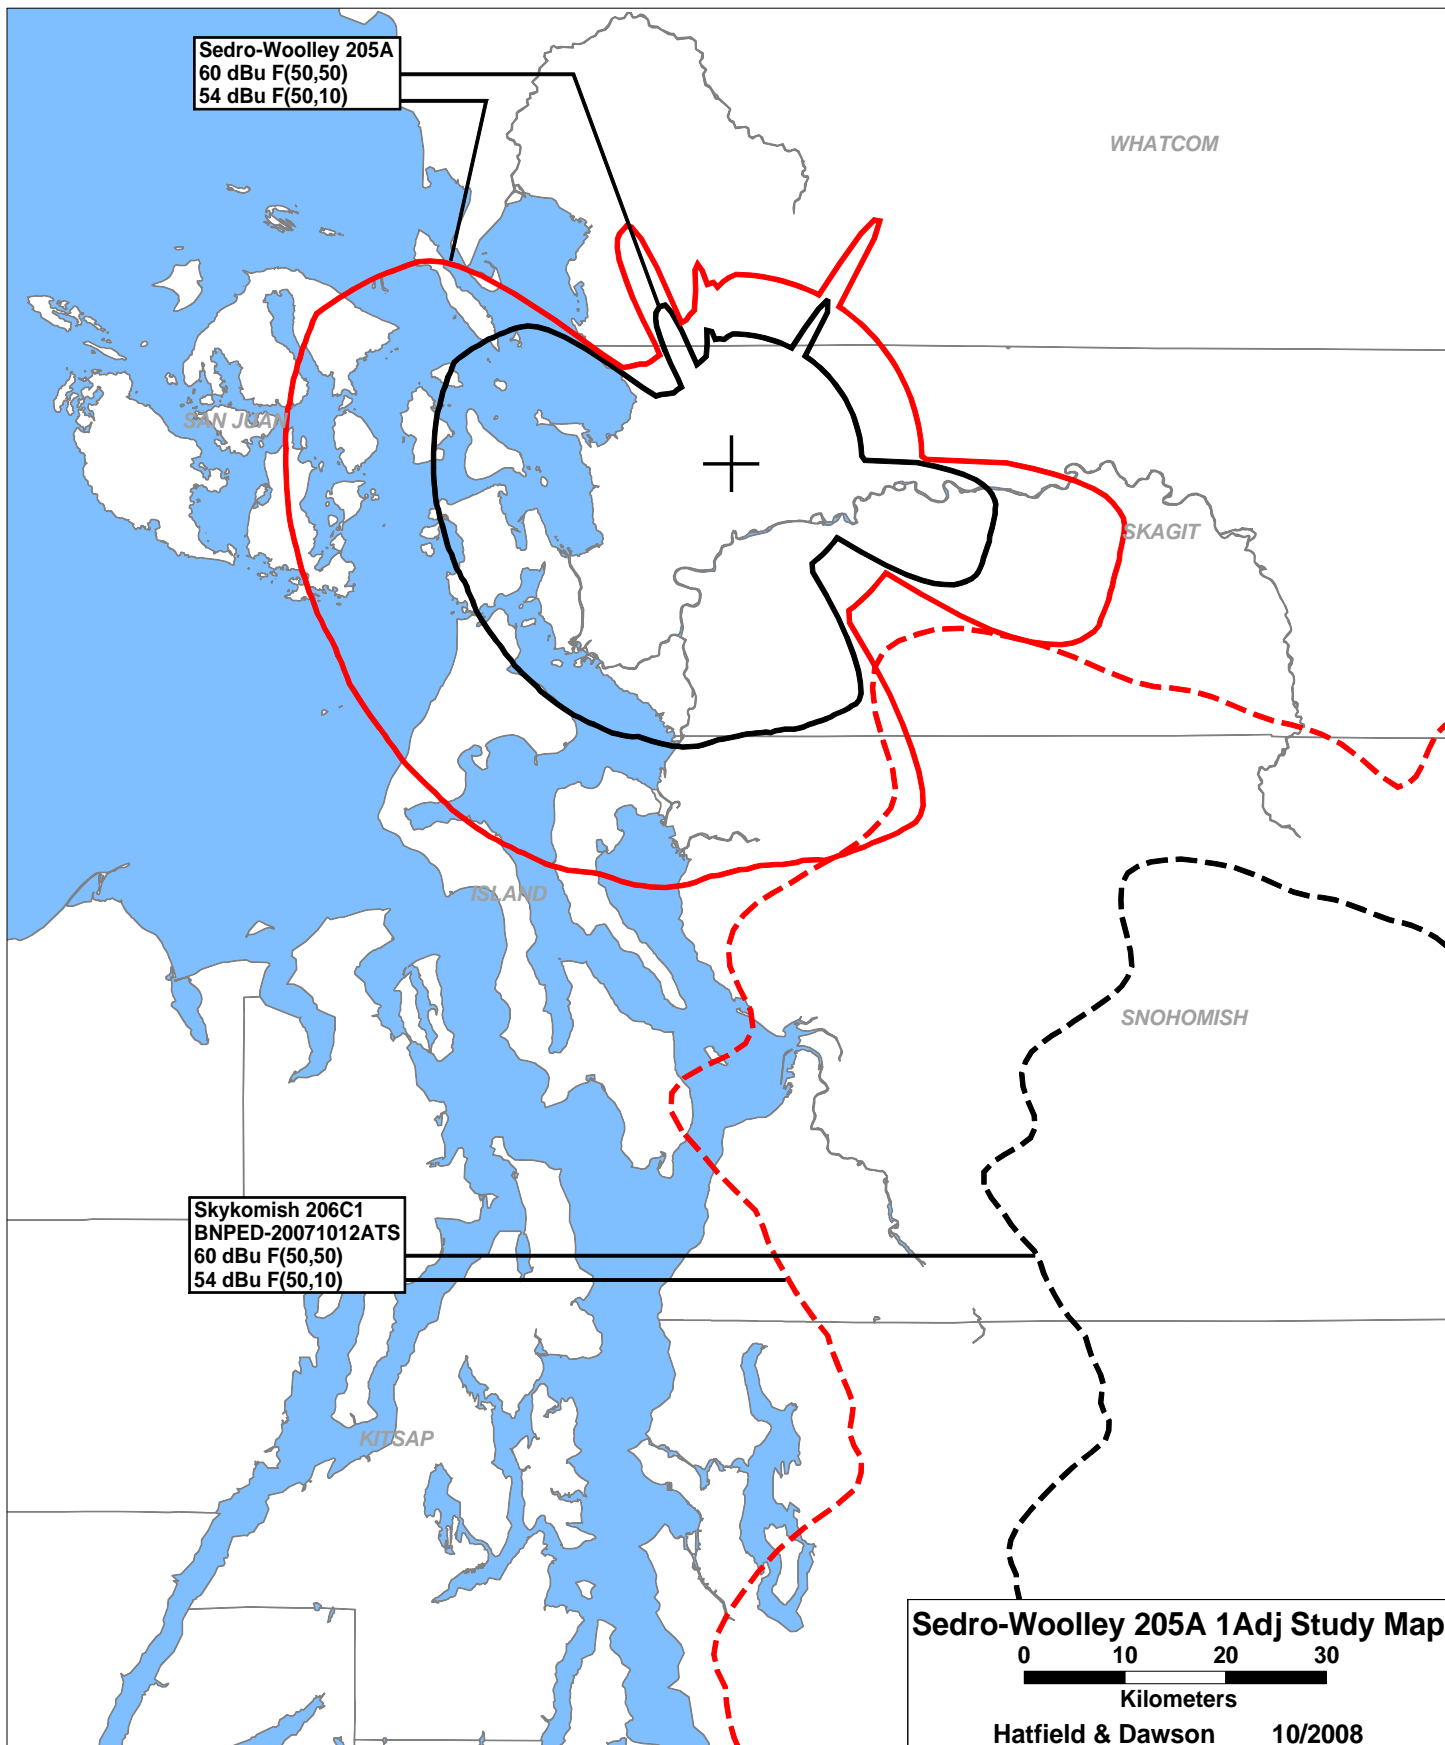 Sedro-Woolley 205A
60 dBu F(50,50)
54 dBu F(50,10)
WHATCOM
SAN JUAN
SKAGIT
ISLAND
SNOHOMISH
Skykomish 206C1
BNPED-20071012ATS
60 dBu F(50,50)
54 dBu F(50,10)
KITSAP
Sedro-Woolley 205A 1Adj Study Map
0 10 20 30
Kilometers
Hatfield & Dawson 10/2008